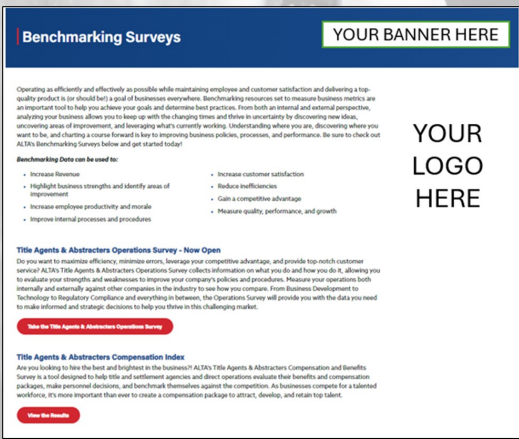 Benchmarking Surveys
YOUR BANNER HERE
Operating as efficiently and effectively as possible while maintaining employee and customer satisfaction and delivering a top-
quality product is (or should be!) a goal of businesses everywhere. Benchmarking resources set to measure business metrics are
an important tool to help you achieve your goals and determine best practices. From both an internal and external perspective,
analyzing your business allows you to keep up with the changing times and thrive in uncertainty by discovering new ideas,
uncovering areas of improvement, and leveraging what's currently working. Understanding where you are, discovering where you
want to be, and charting a course forward is key to improving business policies, processes, and performance. Be sure to check out
ALTA's Benchmarking Surveys below and get started today!
YOUR
LOGO
HERE
Benchmarking Data can be used to:
• Increase Revenue
• Highlight business strengths and identify areas of
improvement
• Increase employee productivity and morale
• Improve internal processes and procedures
• Increase customer satisfaction
• Reduce inefficiencies
• Gain a competitive advantage
• Measure quality, performance, and growth
Title Agents & Abstracters Operations Survey - Now Open
Do you want to maximize efficiency, minimize errors, leverage your competitive advantage, and provide top-notch customer
service? ALTA's Title Agents & Abstracters Operations Survey collects information on what you do and how you do it, allowing you
to evaluate your strengths and weaknesses to improve your company's policies and procedures. Measure your operations both
internally and externally against other companies in the industry to see how you compare. From Business Development to
Technology to Regulatory Compliance and everything in between, the Operations Survey will provide you with the data you need
to make informed and strategic decisions to help you thrive in this challenging market.
Take the Title Agents & Abstracters Operations Survey
Title Agents & Abstracters Compensation Index
Are you looking to hire the best and brightest in the business?! ALTA's Title Agents & Abstracters Compensation and Benefits
Survey is a tool designed to help title and settlement agencies and direct operations evaluate their benefits and compensation
packages, make personnel decisions, and benchmark themselves against the competition. As businesses compete for a talented
workforce, it's more important than ever to create a compensation package to attract, develop, and retain top talent.
View the Results